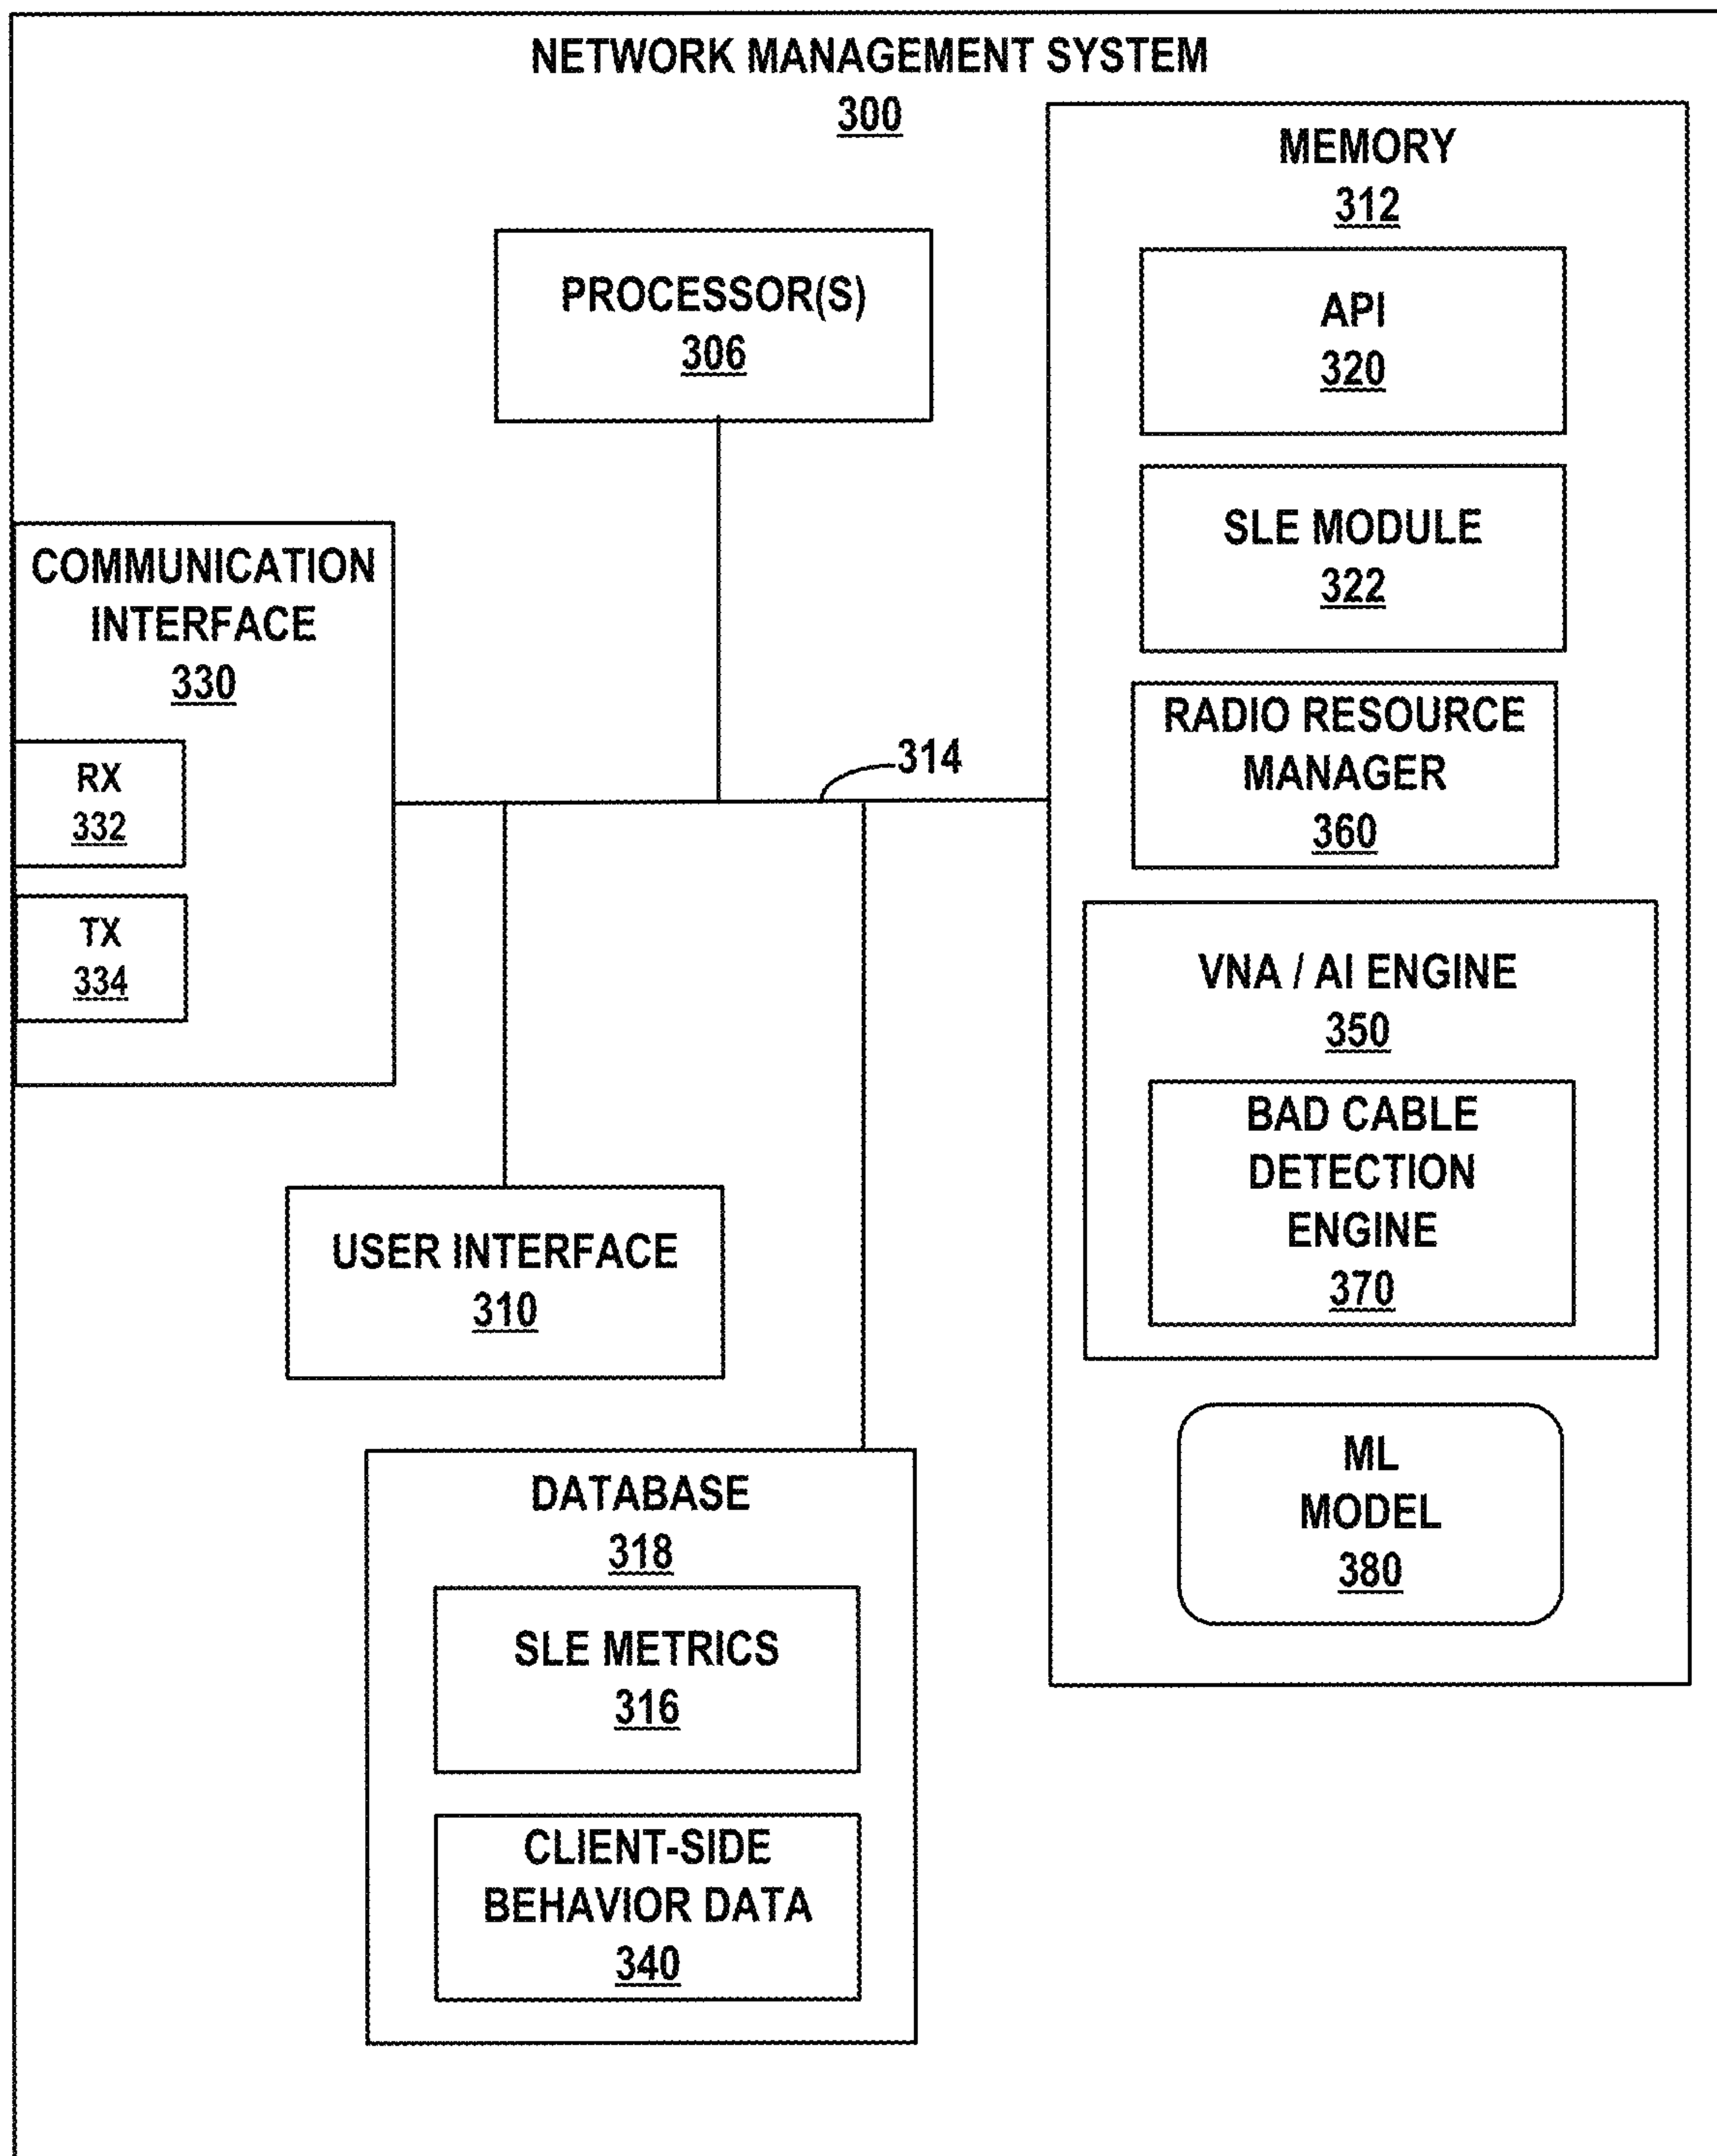 NETWORK MANAGEMENT SYSTEM
300
PROCESSOR(S)
306
COMMUNICATION
INTERFACE
330
RX
332
TX
334
314
USER INTERFACE
310
DATABASE
318
SLE METRICS
316
CLIENT-SIDE
BEHAVIOR DATA
340
MEMORY
312
API
320
SLE MODULE
322
RADIO RESOURCE
MANAGER
360
VNA / AI ENGINE
350
BAD CABLE
DETECTION
ENGINE
370
ML
MODEL
380